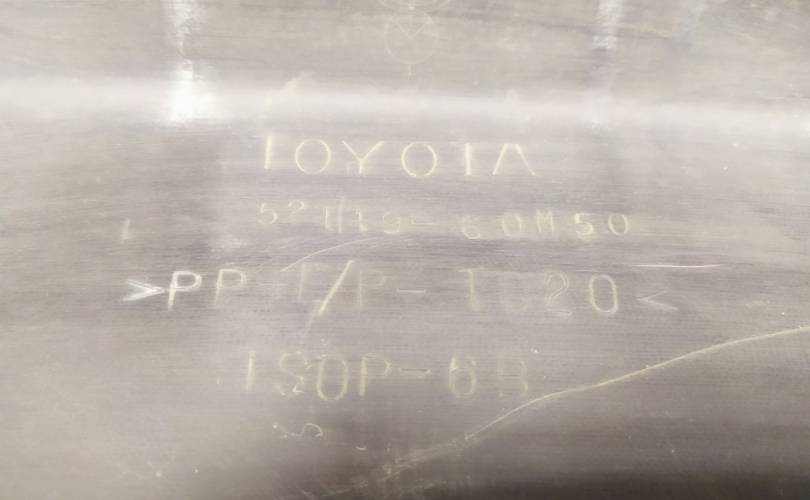 TOYOTA
52119-60M50
>PP+E/P-TD20<
TSOP-6B